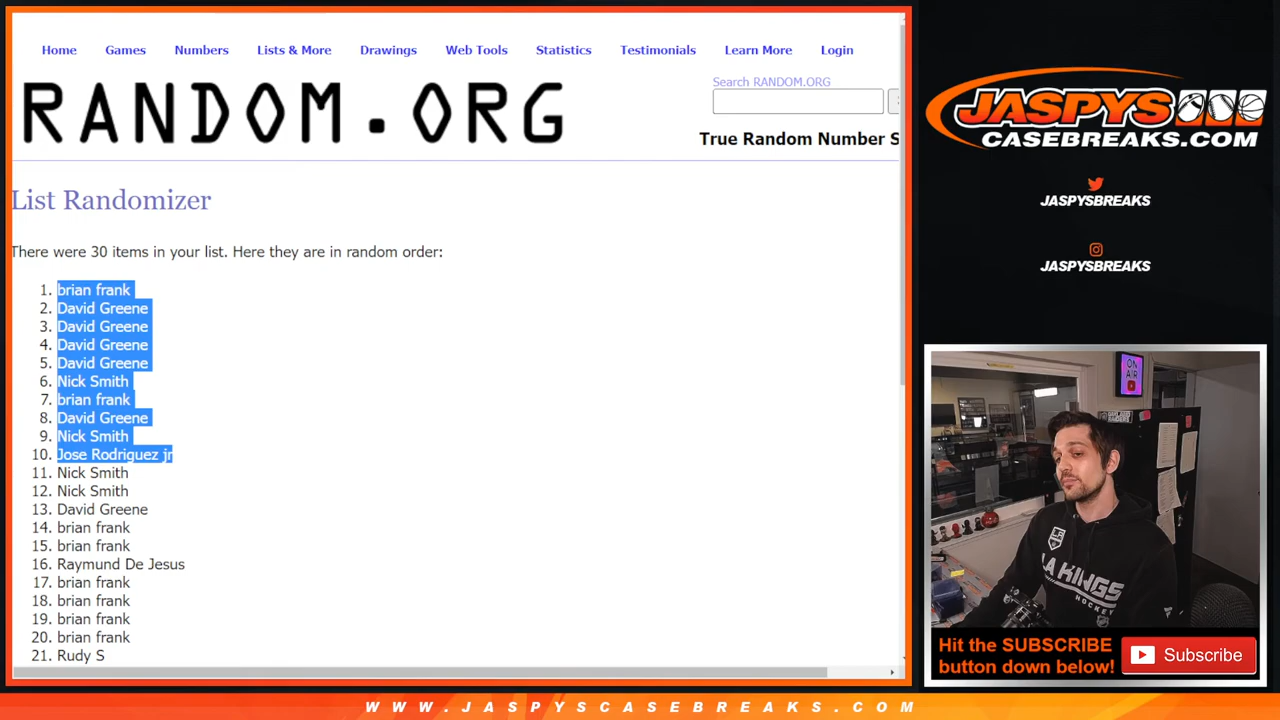 Home Games Numbers Lists & More Drawings Web Tools Statistics Testimonials Learn More Login
RANDOM.ORG
Search RANDOM.ORG
True Random Number S
List Randomizer
There were 30 items in your list. Here they are in random order:
1. brian frank
2. David Greene
3. David Greene
4. David Greene
5. David Greene
6. Nick Smith
7. brian frank
8. David Greene
9. Nick Smith
10. Jose Rodriguez jr
11. Nick Smith
12. Nick Smith
13. David Greene
14. brian frank
15. brian frank
16. Raymund De Jesus
17. brian frank
18. brian frank
19. brian frank
20. brian frank
21. Rudy S
JASPYS
CASEBREAKS.COM
JASPYSBREAKS
JASPYSBREAKS
ON
AIR
LA KINGS
HOCKEY
Hit the SUBSCRIBE
button down below!
Subscribe
WWW.JASPYSCASEBREAKS.COM